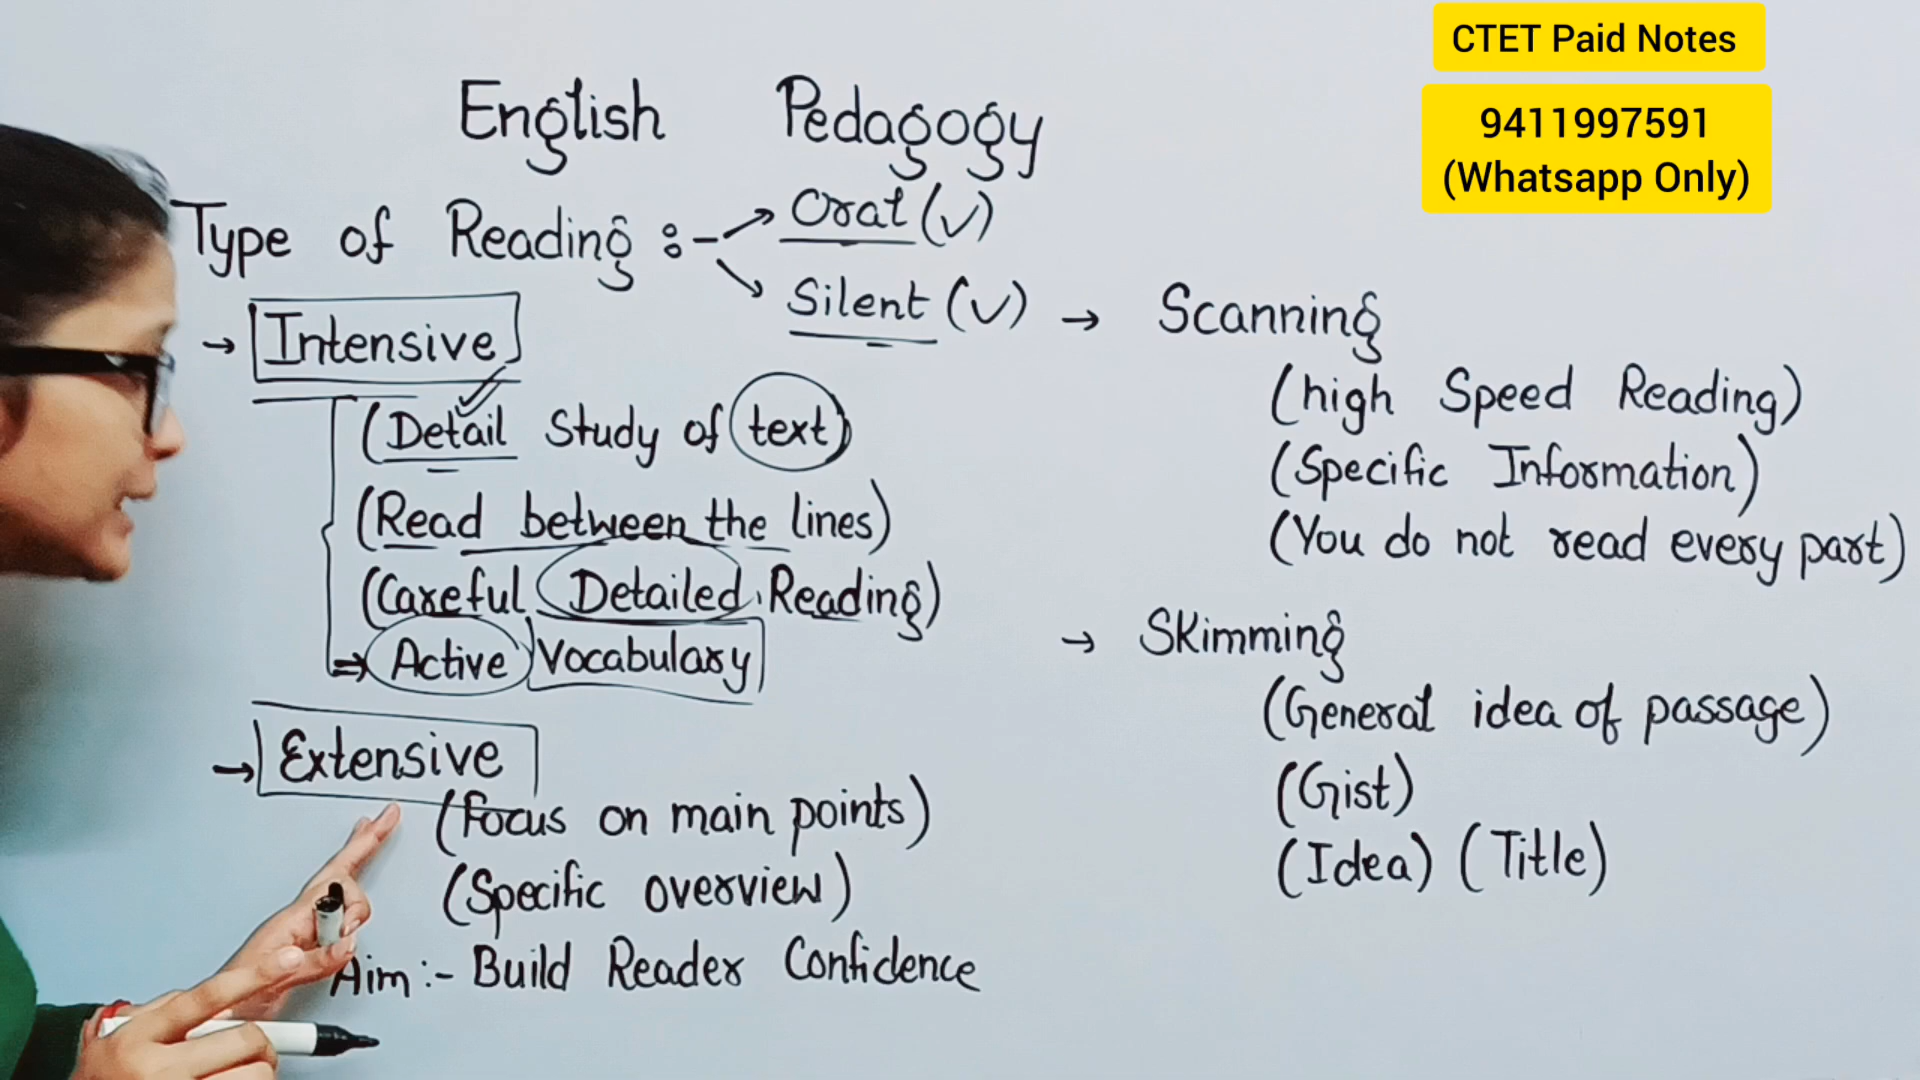 CTET Paid Notes
9411997591
(Whatsapp Only)
English Pedagogy
Type of Reading :-
Oral (v)
Silent (v)
→ Intensive
(Detail Study of text)
(Read between the lines)
(Careful Detailed Reading)
⇒ Active Vocabulary
→ Extensive
(Focus on main points)
(Specific overview)
Aim :- Build Reader Confidence
→ Scanning
(high Speed Reading)
(Specific Information)
(You do not read every part)
→ Skimming
(General idea of passage)
(Gist)
(Idea) (Title)